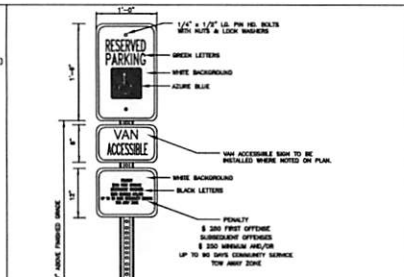 1'-0"
1/4" x 1/2" LG. PIN HD. BOLTS
WITH NUTS & LOCK WASHERS
RESERVED
PARKING
GREEN LETTERS
WHITE BACKGROUND
AZURE BLUE
1'-6"
VAN
ACCESSIBLE
6"
VAN ACCESSIBLE SIGN TO BE
INSTALLED WHERE NOTED ON PLAN.
WHITE BACKGROUND
BLACK LETTERS
12"
PENALTY
$ 200 FIRST OFFENSE
SUBSEQUENT OFFENSES
$ 250 MINIMUM AND/OR
UP TO 90 DAYS COMMUNITY SERVICE
TOW AWAY ZONE
ABOVE FINISHED GRADE